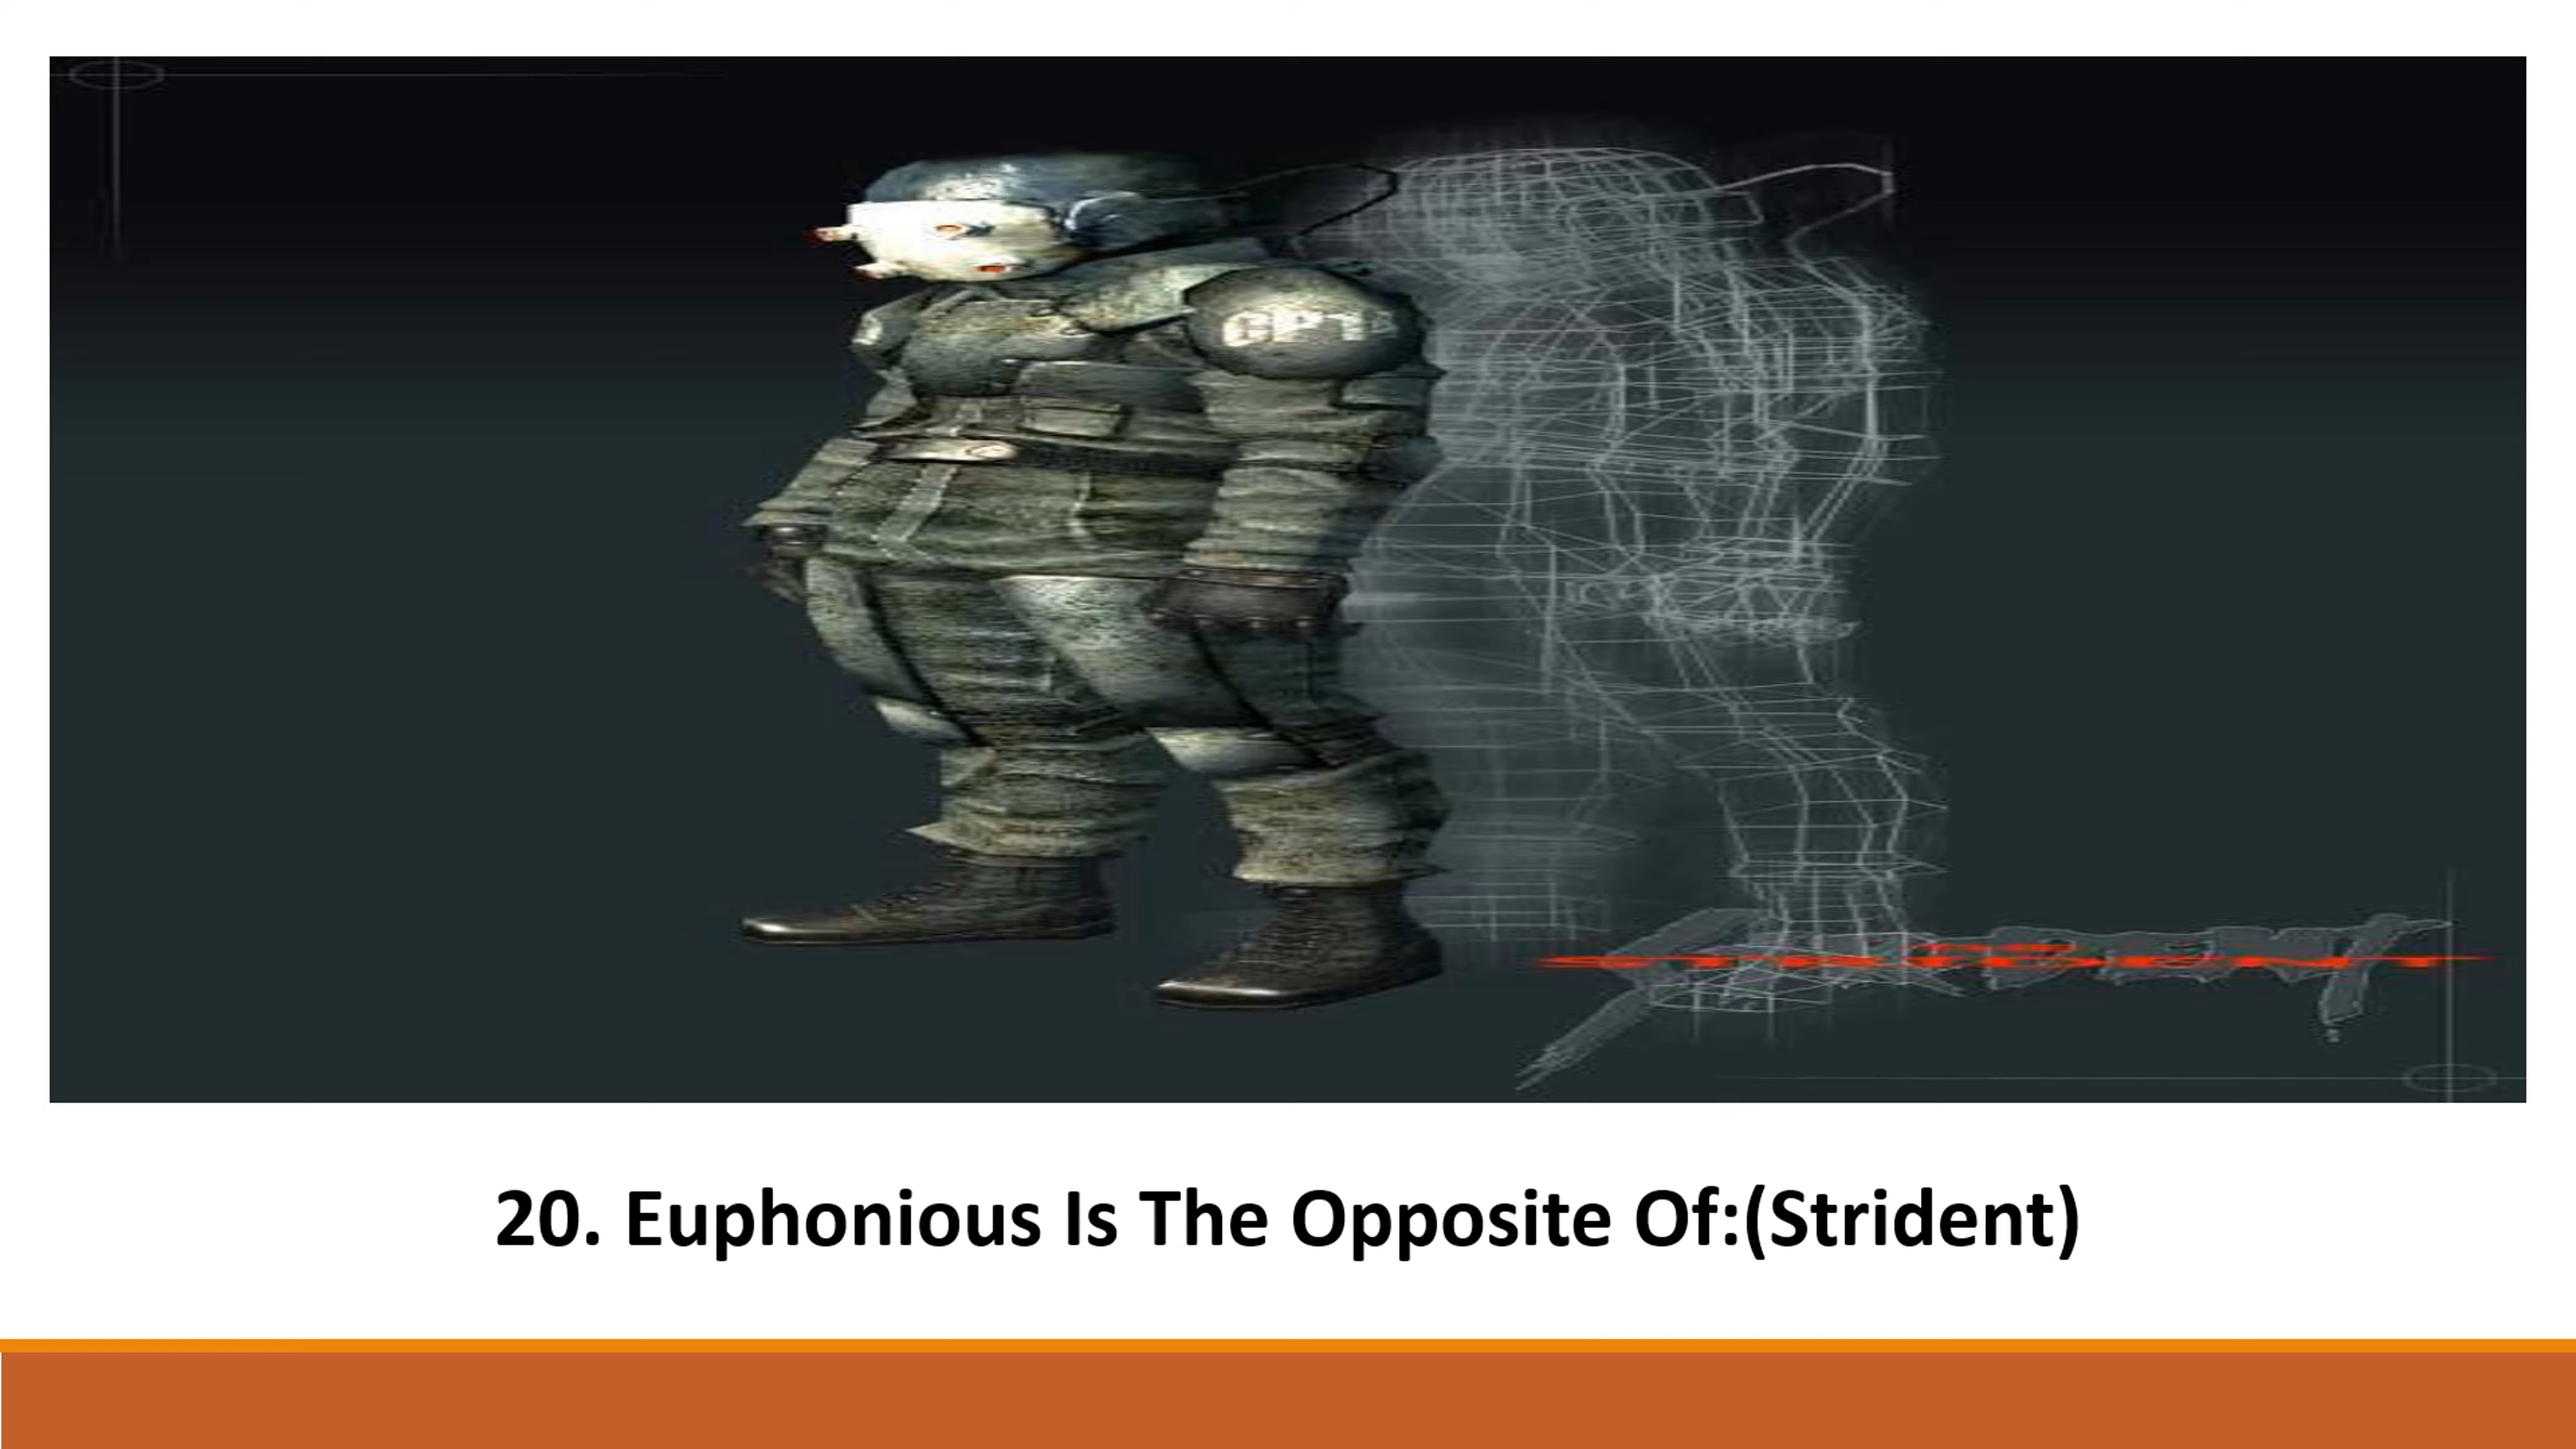 20. Euphonious Is The Opposite Of:(Strident)